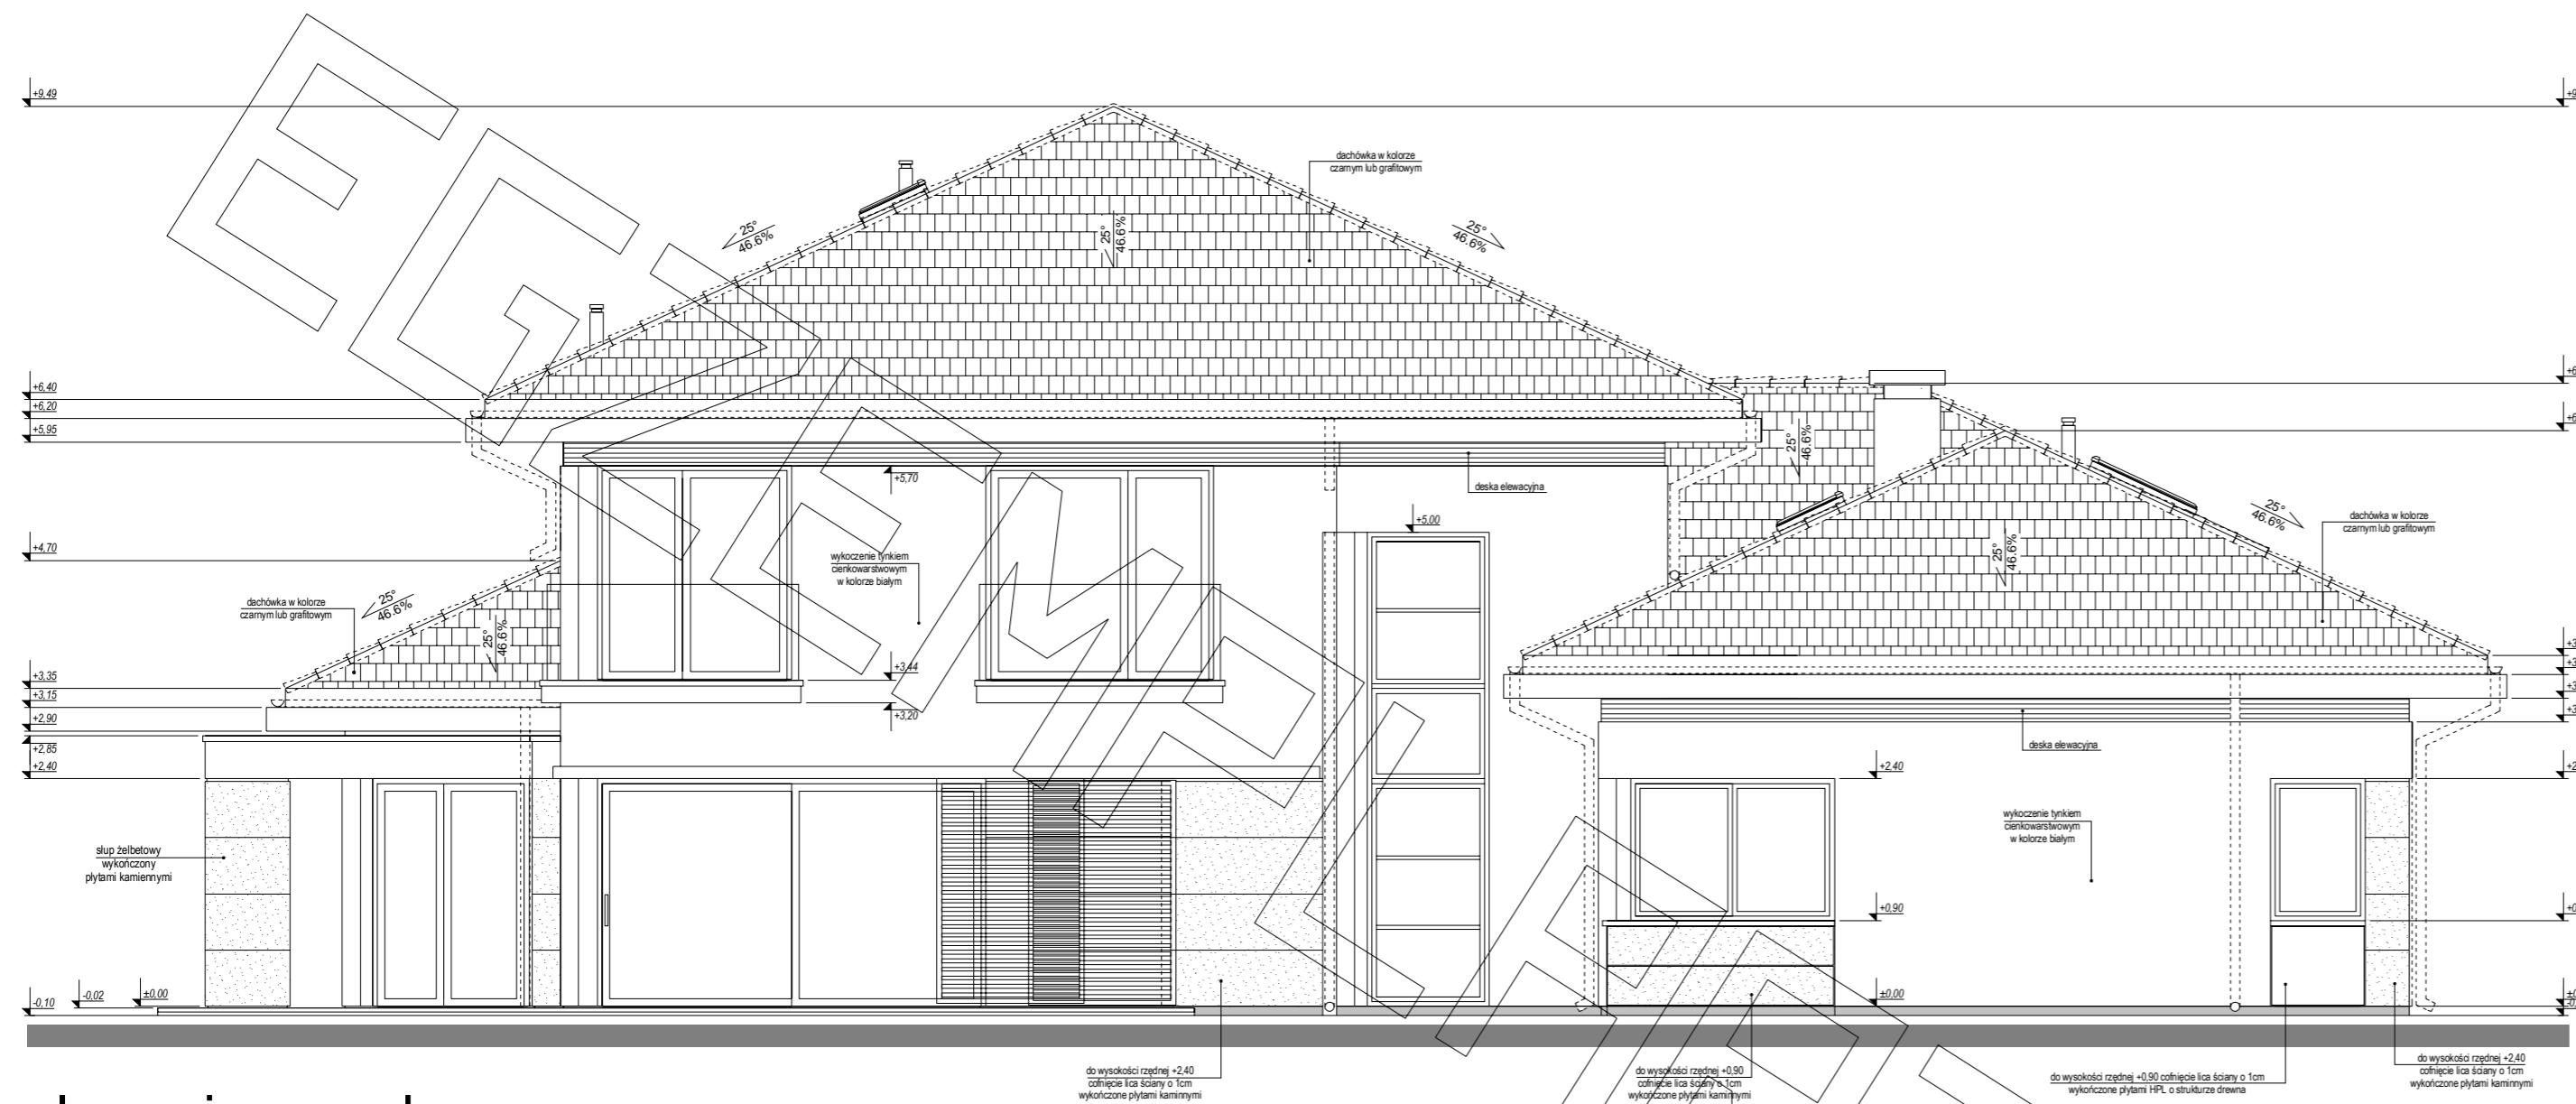 +9,49
dachówka w kolorze
czarnym lub grafitowym
25°
46.6%
25°
46.6%
25°
46.6%
+6,40
+6,20
+5,95
+5,70
deska elewacyjna
25°
46.6%
+5,00
+4,70
wykoczenie tynkiem
cienkowarstwowym
w kolorze białym
25°
46.6%
dachówka w kolorze
czarnym lub grafitowym
25°
46.6%
dachówka w kolorze
czarnym lub grafitowym
25°
46.6%
25°
46.6%
+3,44
+3,35
+3,20
+3,15
+2,90
+2,85
+2,40
deska elewacyjna
+2,40
wykoczenie tynkiem
cienkowarstwowym
w kolorze białym
słup żelbetowy
wykończony
płytami kamiennymi
+0,90
-0,10
-0,02
±0,00
±0,00
do wysokości rzędnej +2,40
cofnięcie lica ściany o 1cm
wykończone płytami kaminnymi
do wysokości rzędnej +0,90
cofnięcie lica ściany o 1cm
wykończone płytami kaminnymi
do wysokości rzędnej +0,90 cofnięcie lica ściany o 1cm
wykończone płytami HPL o strukturze drewna
do wysokości rzędnej +2,40
cofnięcie lica ściany o 1cm
wykończone płytami kaminnymi